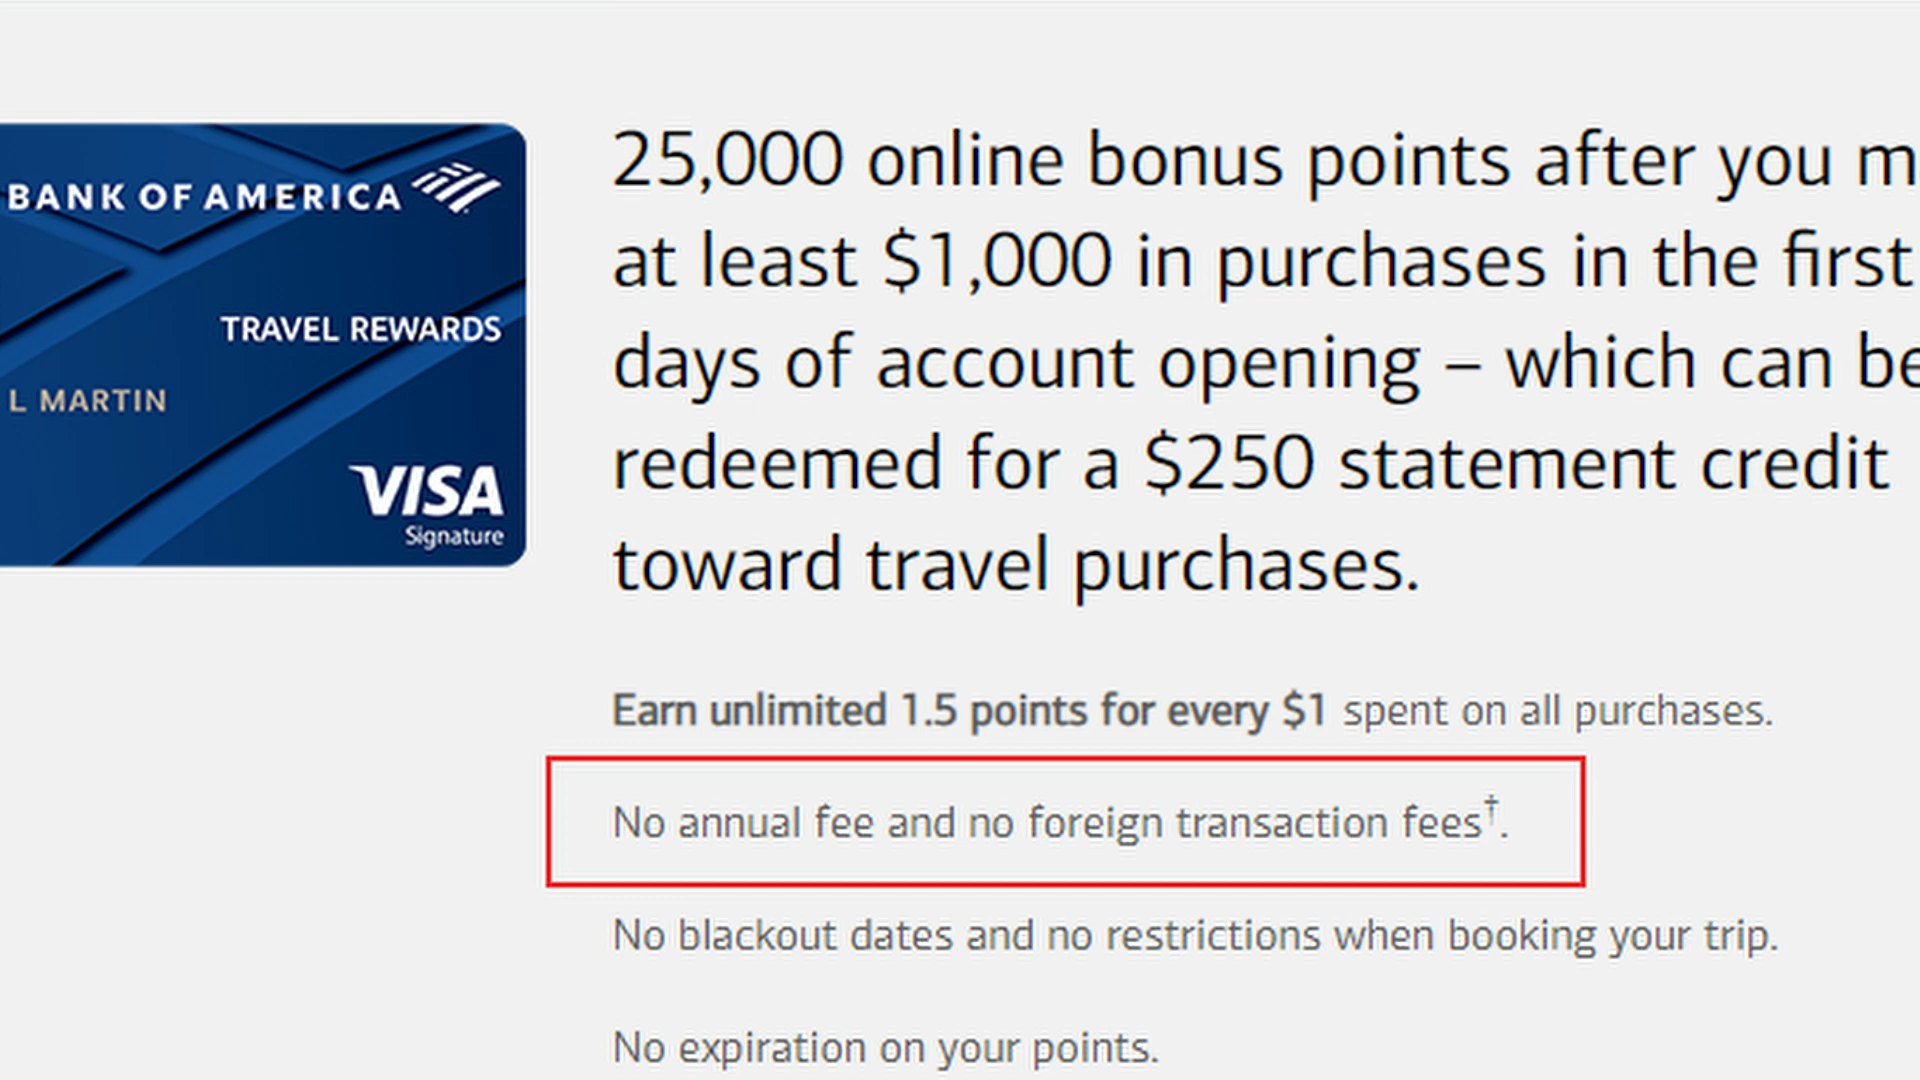 BANK OF AMERICA
TRAVEL REWARDS
L MARTIN
VISA
Signature
25,000 online bonus points after you m
at least $1,000 in purchases in the first
days of account opening – which can be
redeemed for a $250 statement credit
toward travel purchases.
Earn unlimited 1.5 points for every $1 spent on all purchases.
No annual fee and no foreign transaction fees†.
No blackout dates and no restrictions when booking your trip.
No expiration on your points.